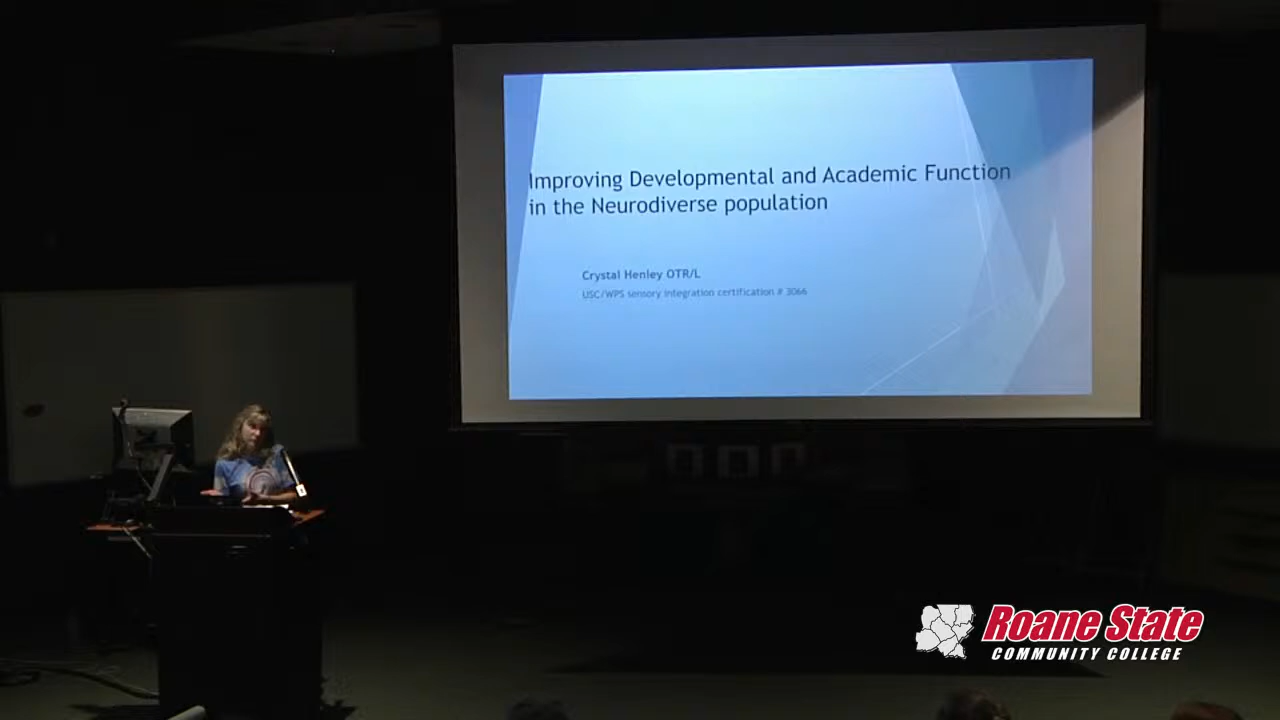 Improving Developmental and Academic Function
in the Neurodiverse population
Crystal Henley OTR/L
USC/WPS sensory integration certification # 3066
Roane State
COMMUNITY COLLEGE